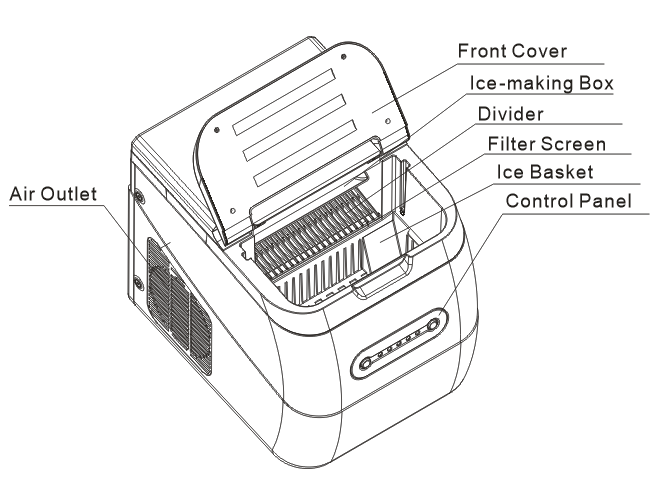 Front Cover
Ice-making Box
Divider
Filter Screen
Ice Basket
Air Outlet
Control Panel